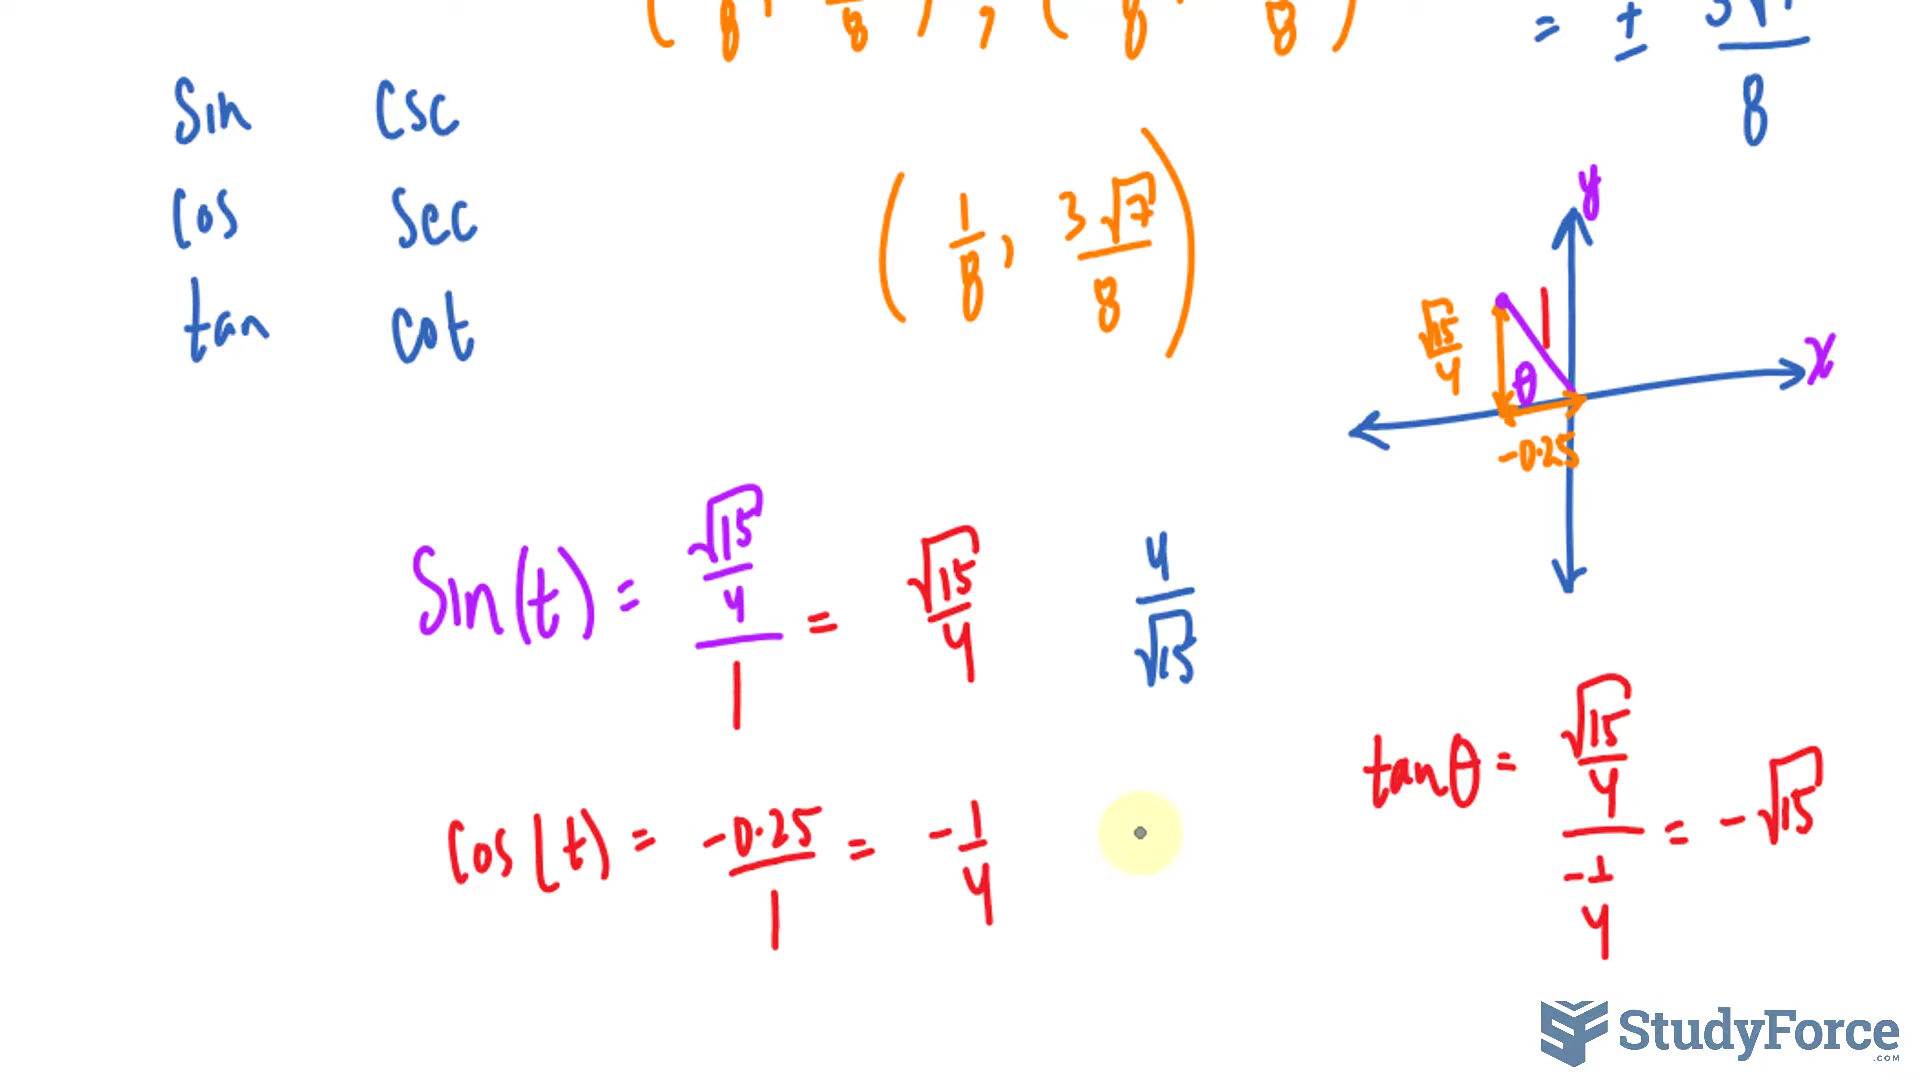 sin csc
cos sec
tan cot
= ± 8
(1/8, 3√7/8)
y
x
√15/4
1
θ
-0.25
Sin(t) = (√15/4)/1 = √15/4
4/√15
cos(t) = -0.25/1 = -1/4
tanθ = (√15/4)/(-1/4) = -√15
StudyForce
.COM